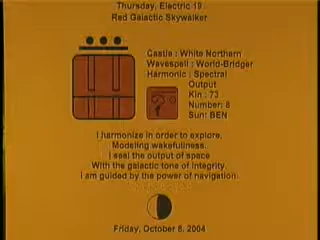 Thursday, Electric 19
Red Galactic Skywalker
Castle : White Northern
Wavespell : World-Bridger
Harmonic : Spectral
Output
Kin : 73
Number: 8
Sun: BEN
I harmonize in order to explore,
Modeling wakefulness.
I seal the output of space
With the galactic tone of integrity.
I am guided by the power of navigation.
Friday, October 8, 2004